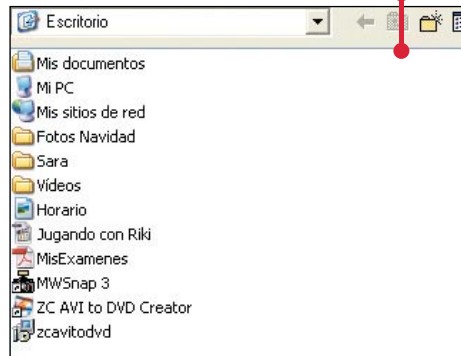 Escritorio
Mis documentos
Mi PC
Mis sitios de red
Fotos Navidad
Sara
Vídeos
Horario
Jugando con Riki
MisExamenes
MWSnap 3
ZC AVI to DVD Creator
zcavitodvd